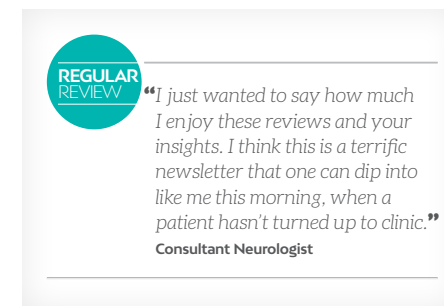 REGULAR
REVIEW
“I just wanted to say how much
I enjoy these reviews and your
insights. I think this is a terrific
newsletter that one can dip into
like me this morning, when a
patient hasn’t turned up to clinic.”
Consultant Neurologist